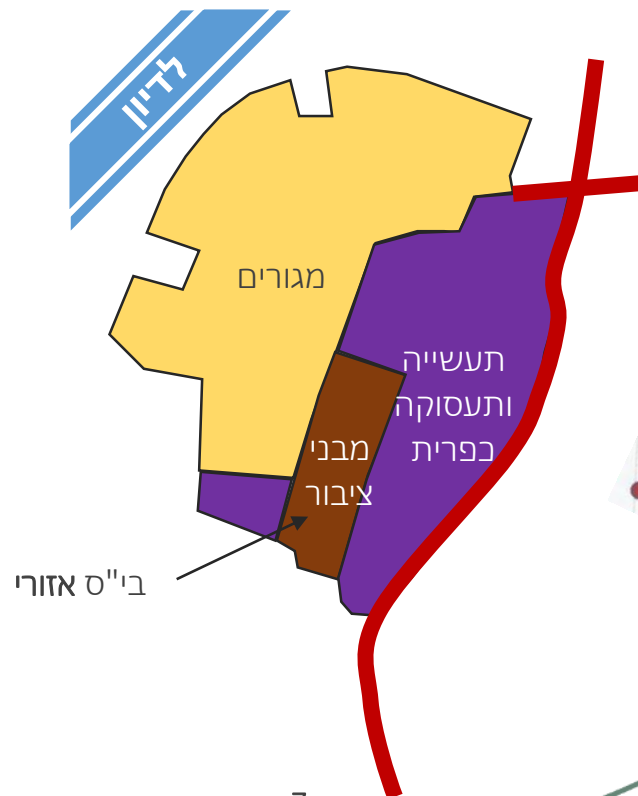 לדיון
מגורים
תעשייה
ותעסוקה
כפרית
מבני
ציבור
בי"ס אזורי